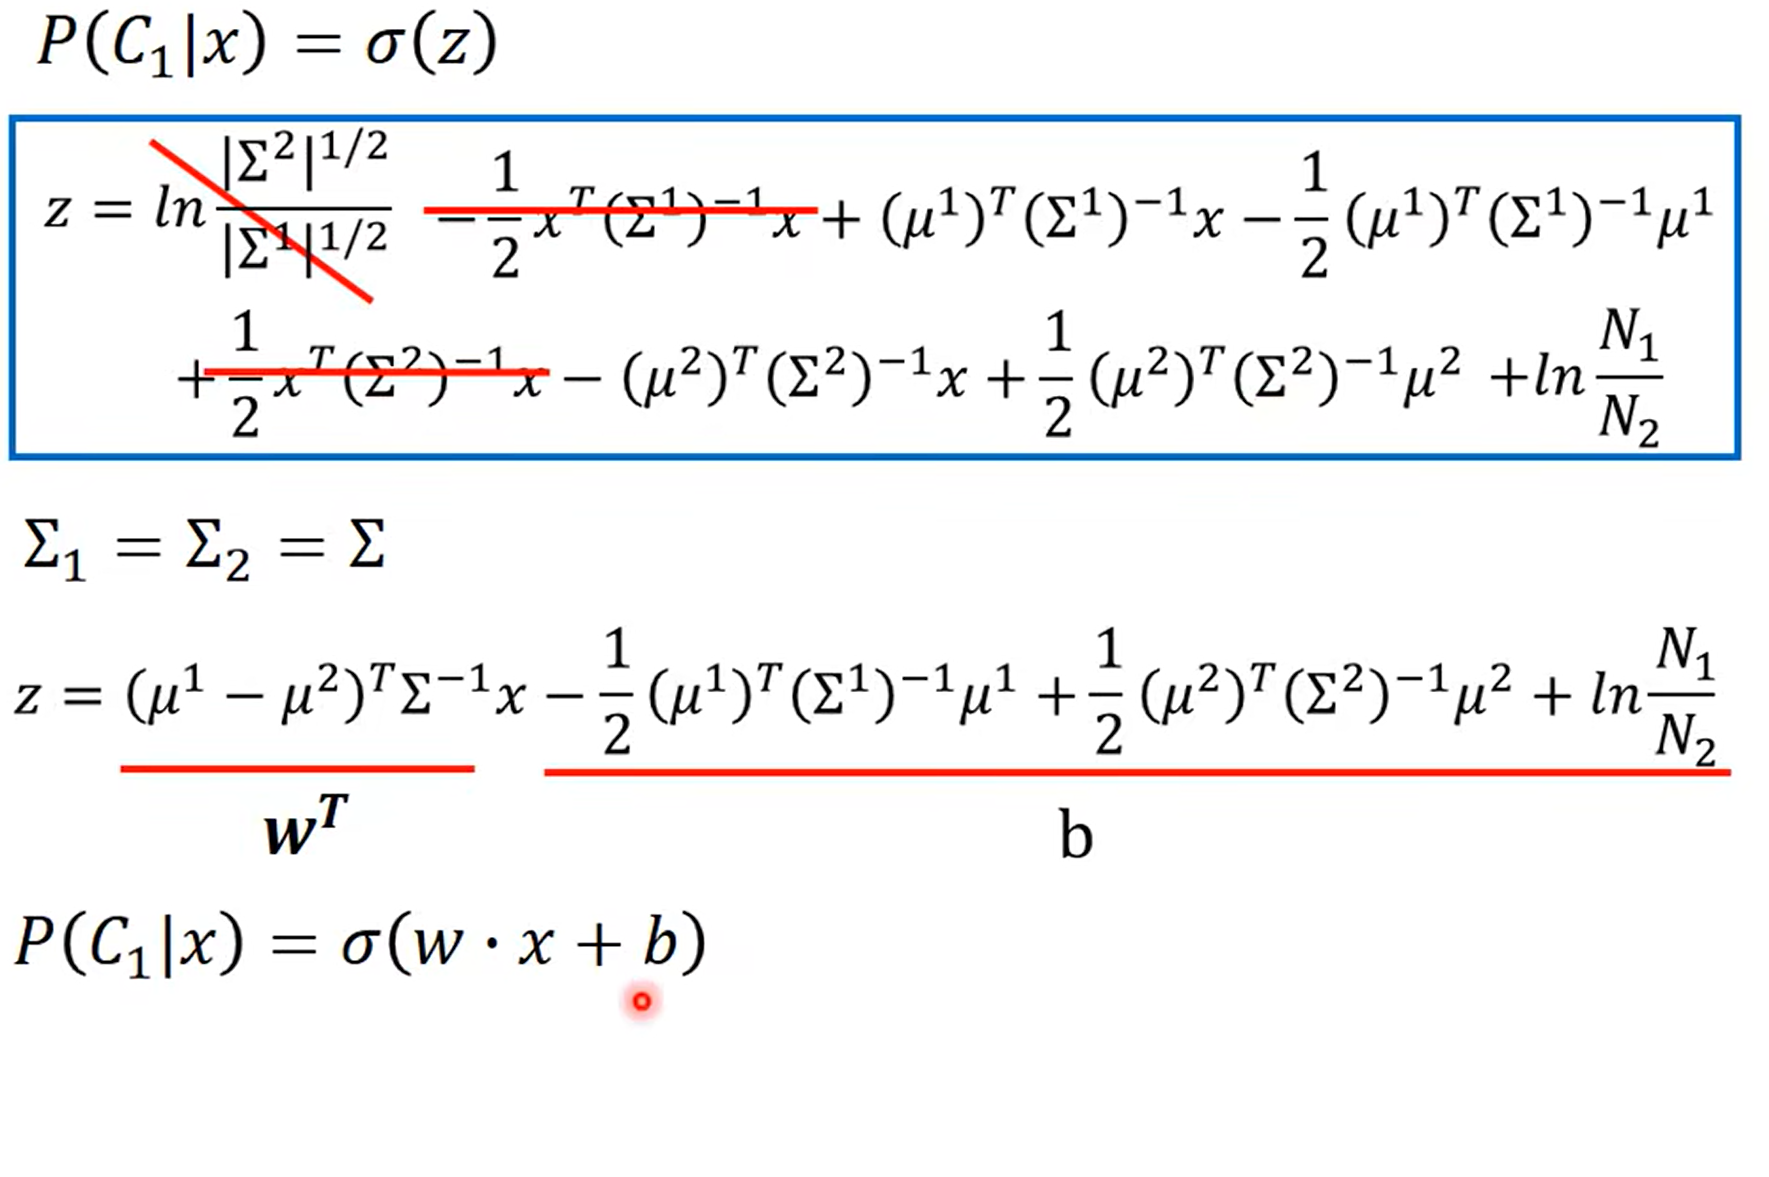 P(C₁|x) = σ(z)
z = ln |Σ²|^{1/2} / |Σ¹|^{1/2} − 1/2 x^T (Σ¹)^{−1} x + (μ¹)^T (Σ¹)^{−1} x − 1/2 (μ¹)^T (Σ¹)^{−1} μ¹
+ 1/2 x^T (Σ²)^{−1} x − (μ²)^T (Σ²)^{−1} x + 1/2 (μ²)^T (Σ²)^{−1} μ² + ln N₁/N₂
Σ₁ = Σ₂ = Σ
z = (μ¹ − μ²)^T Σ^{−1} x − 1/2 (μ¹)^T (Σ¹)^{−1} μ¹ + 1/2 (μ²)^T (Σ²)^{−1} μ² + ln N₁/N₂
w^T b
P(C₁|x) = σ(w · x + b)